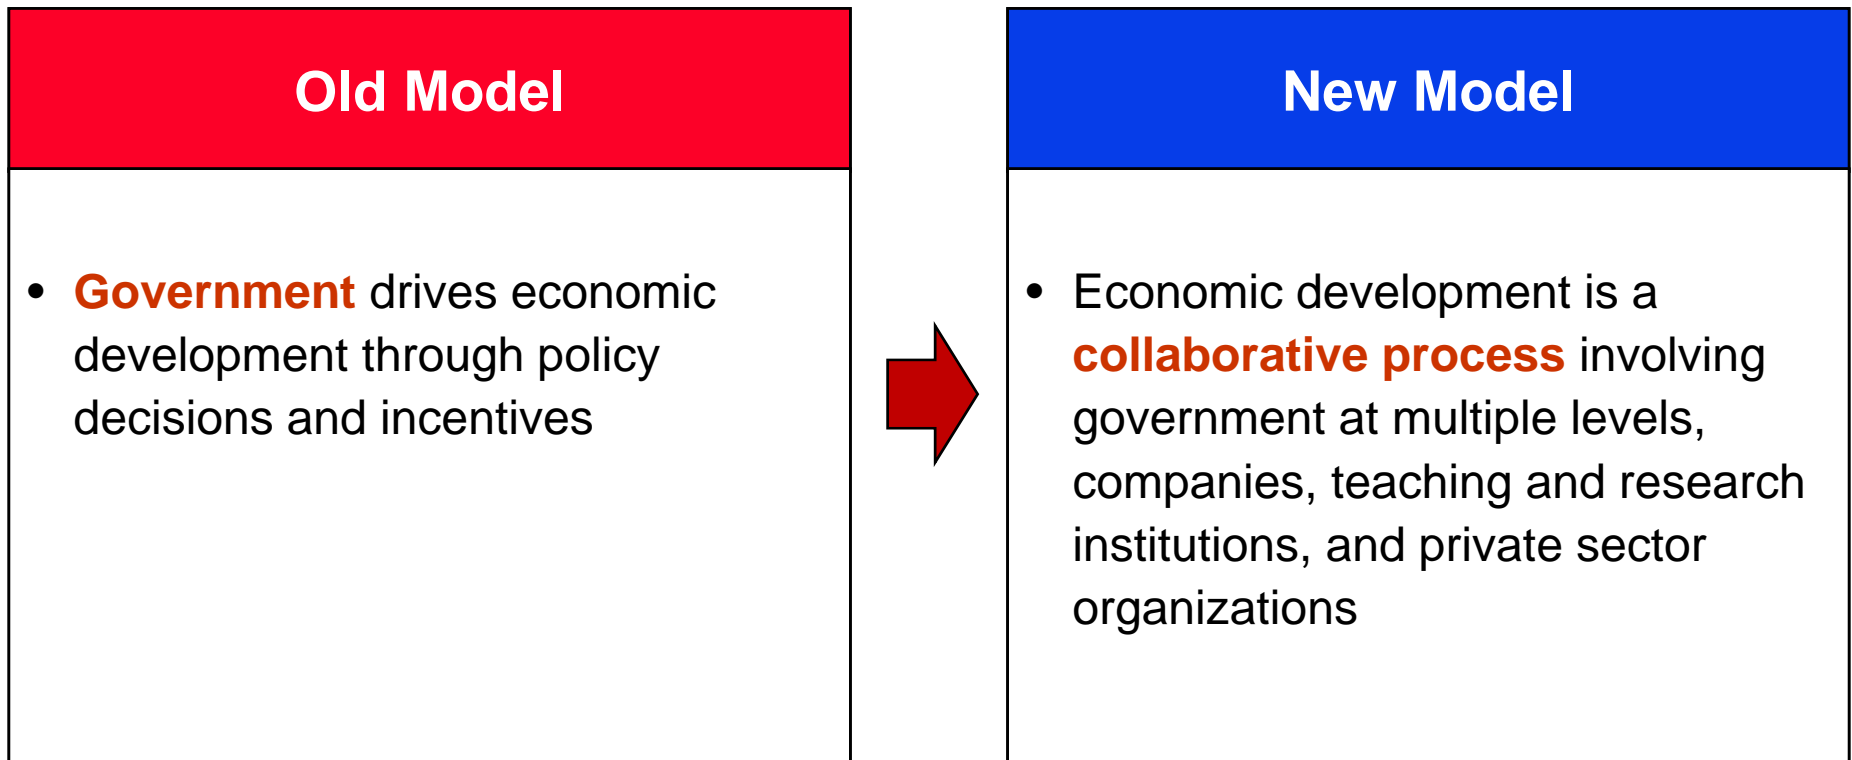 Old Model
• Government drives economic
development through policy
decisions and incentives
New Model
• Economic development is a
collaborative process involving
government at multiple levels,
companies, teaching and research
institutions, and private sector
organizations